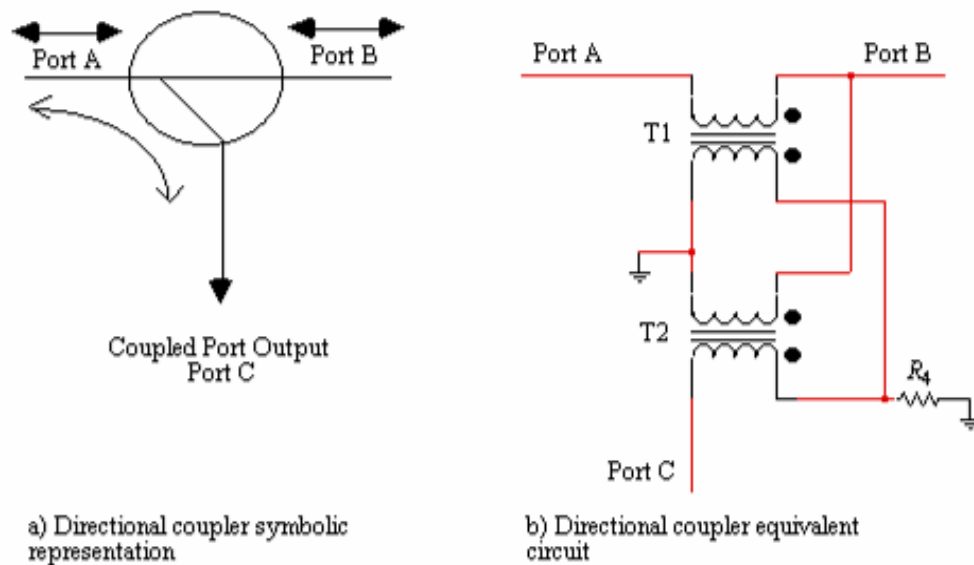 Port A
Port B
Coupled Port Output
Port C
a) Directional coupler symbolic
representation
Port A
Port B
T1
T2
R4
Port C
b) Directional coupler equivalent
circuit